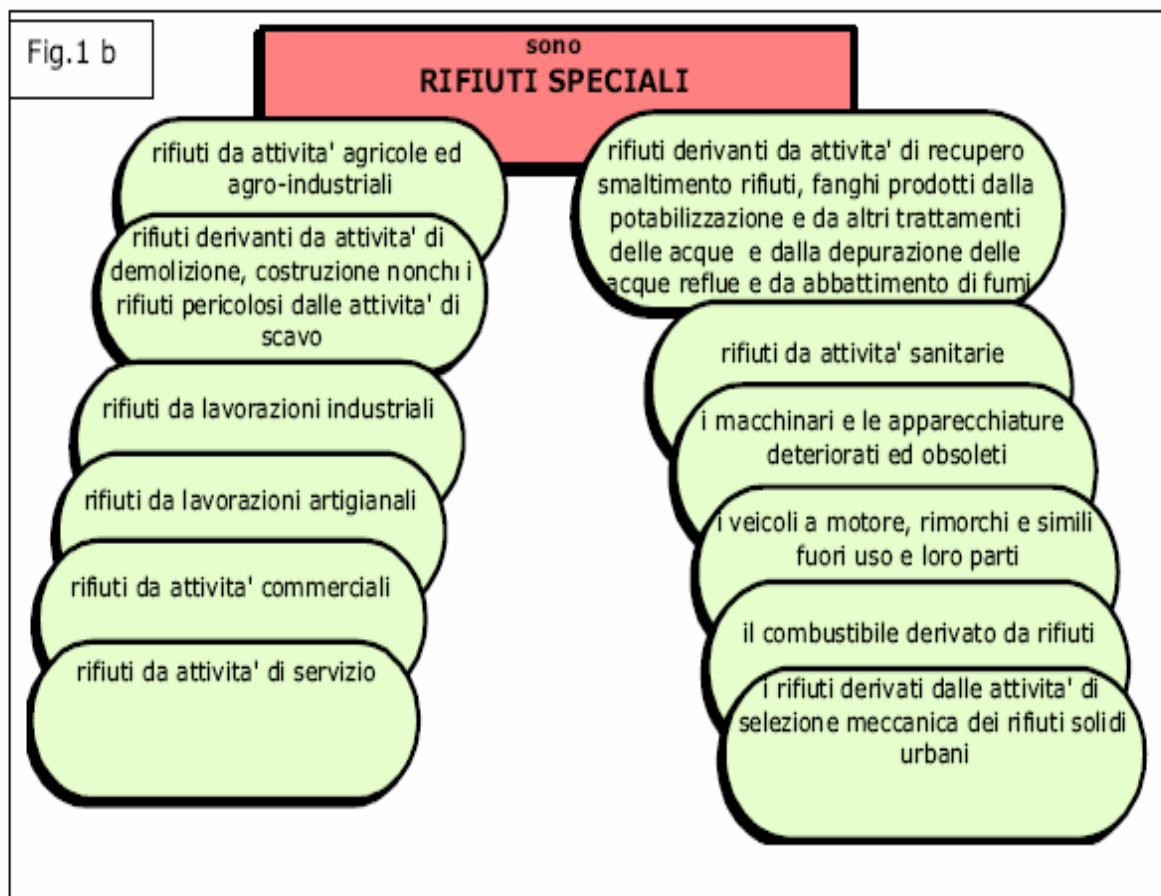 Fig.1 b
sono
RIFIUTI SPECIALI
rifiuti da attivita' agricole ed
agro-industriali
rifiuti derivanti da attivita' di
demolizione, costruzione nonchi i
rifiuti pericolosi dalle attivita' di
scavo
rifiuti da lavorazioni industriali
rifiuti da lavorazioni artigianali
rifiuti da attivita' commerciali
rifiuti da attivita' di servizio
rifiuti derivanti da attivita' di recupero
smaltimento rifiuti, fanghi prodotti dalla
potabilizzazione e da altri trattamenti
delle acque e dalla depurazione delle
acque reflue e da abbattimento di fumi
rifiuti da attivita' sanitarie
i macchinari e le apparecchiature
deteriorati ed obsoleti
i veicoli a motore, rimorchi e simili
fuori uso e loro parti
il combustibile derivato da rifiuti
i rifiuti derivati dalle attivita' di
selezione meccanica dei rifiuti solidi
urbani